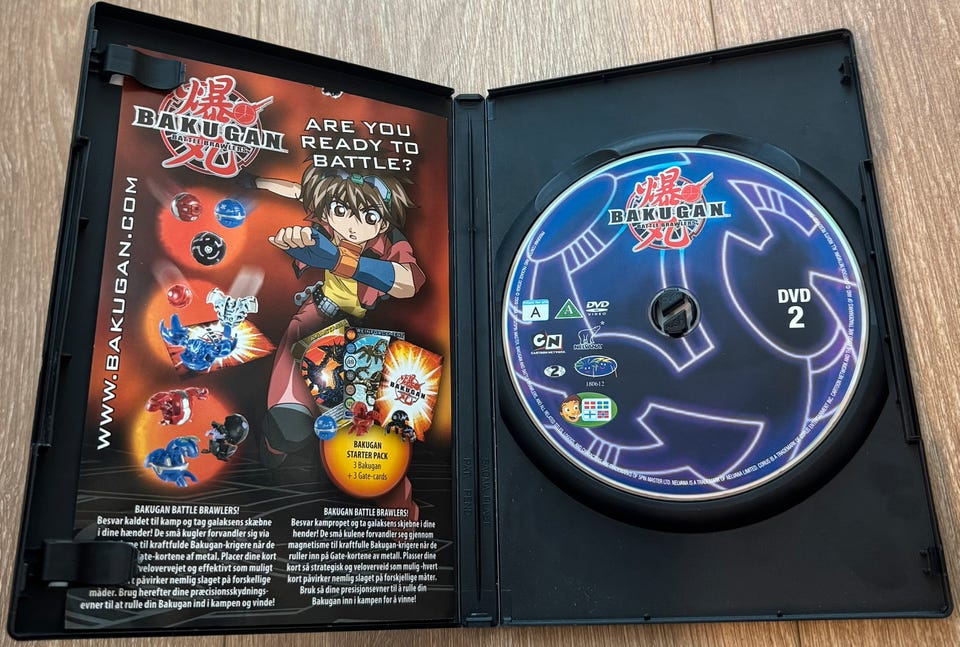 爆丸
BAKUGAN
BATTLE BRAWLERS
ARE YOU
READY TO
BATTLE?
WWW.BAKUGAN.COM
BAKUGAN
BAKUGAN
STARTER PACK
3 Bakugan
+ 3 Gate-cards
BAKUGAN BATTLE BRAWLERS!
Besvar kaldet til kamp og tag galaksens skæbne
i dine hænder! De små kugler forvandler sig via
til kraftfulde Bakugan-krigere når de
Gate-kortene af metal. Placer dine kort
velovervejet og effektivt som muligt
påvirker nemlig slaget på forskellige
måder. Brug herefter dine præcisionsskydnings-
evner til at rulle din Bakugan ind i kampen og vinde!
BAKUGAN BATTLE BRAWLERS!
Besvar kampropet og ta galaksens skjebne i dine
hender! De små kulene forvandler seg gjennom
magnetisme til kraftfulle Bakugan-krigere når de
ruller inn på Gate-kortene av metall. Plasser dine
kort så strategisk og veloverveid som mulig -hvert
kort påvirker nemlig slaget på forskjellige måter.
Bruk så dine presisjonsevner til å rulle din
Bakugan inn i kampen for å vinne!
爆丸
BAKUGAN
BATTLE BRAWLERS
DVD
2
A
A
DVD
VIDEO
CN
CARTOON NETWORK
NELVANA
2
180612